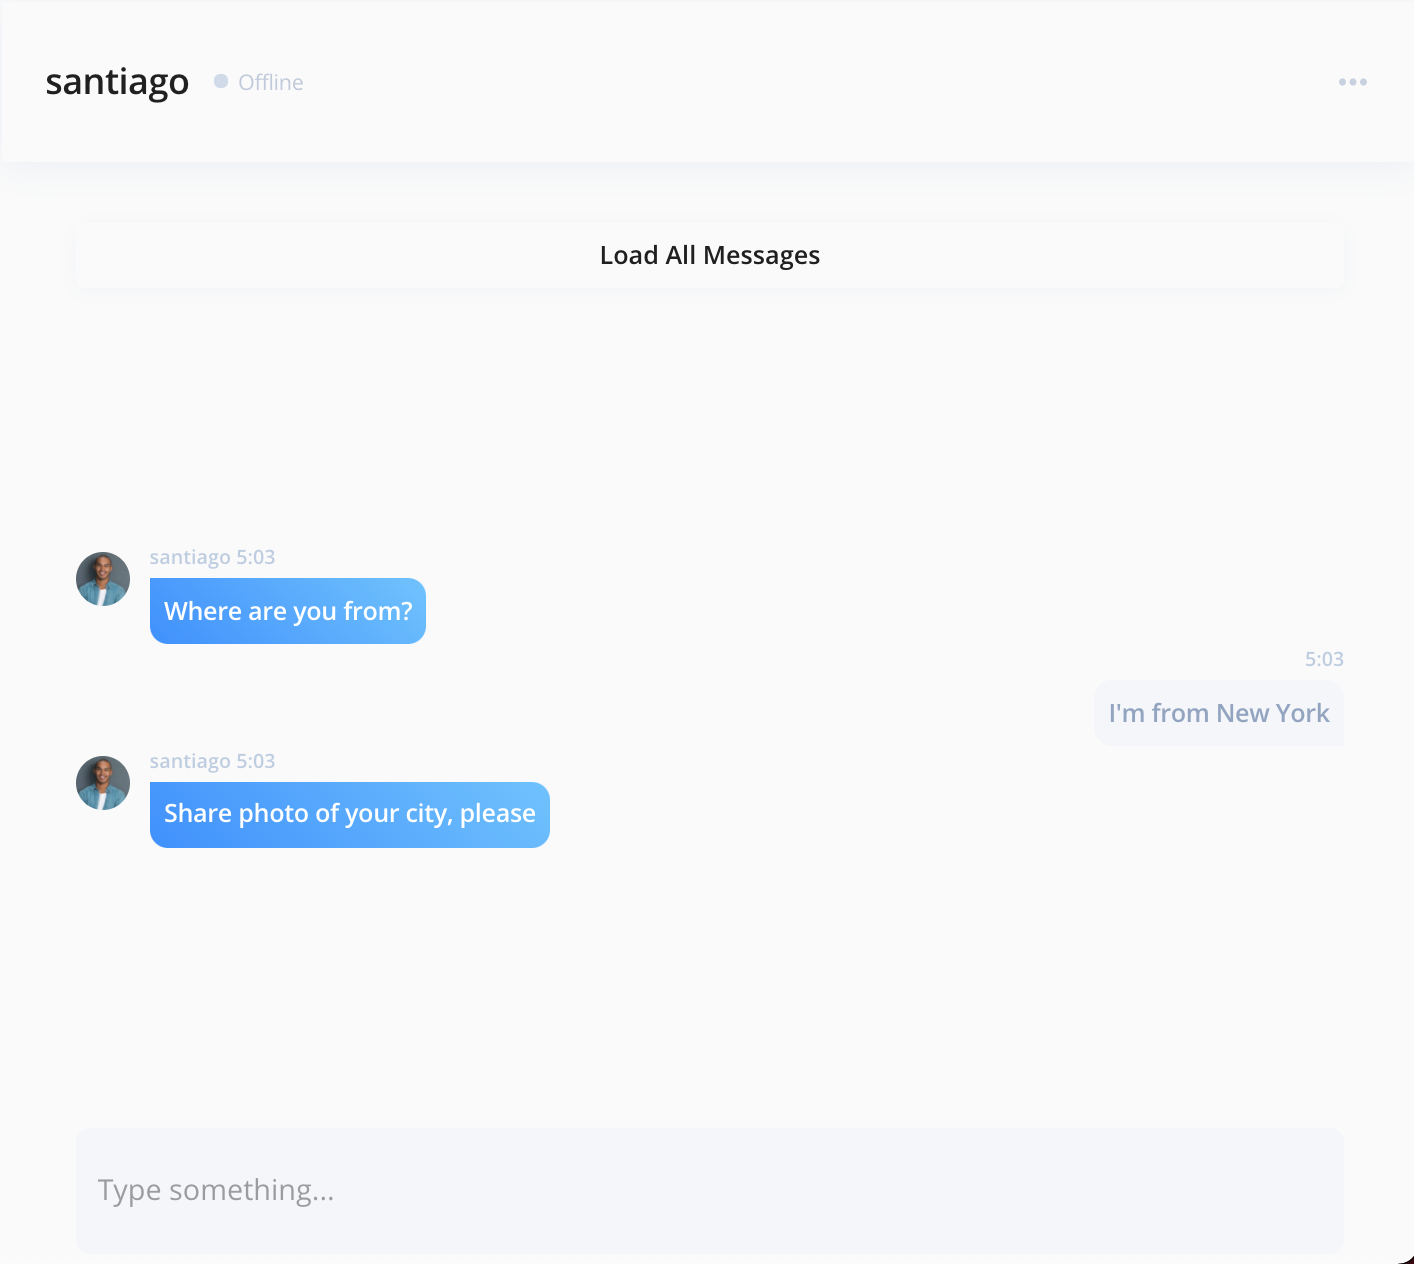 santiago Offline
Load All Messages
santiago 5:03
Where are you from?
5:03
I'm from New York
santiago 5:03
Share photo of your city, please
Type something...